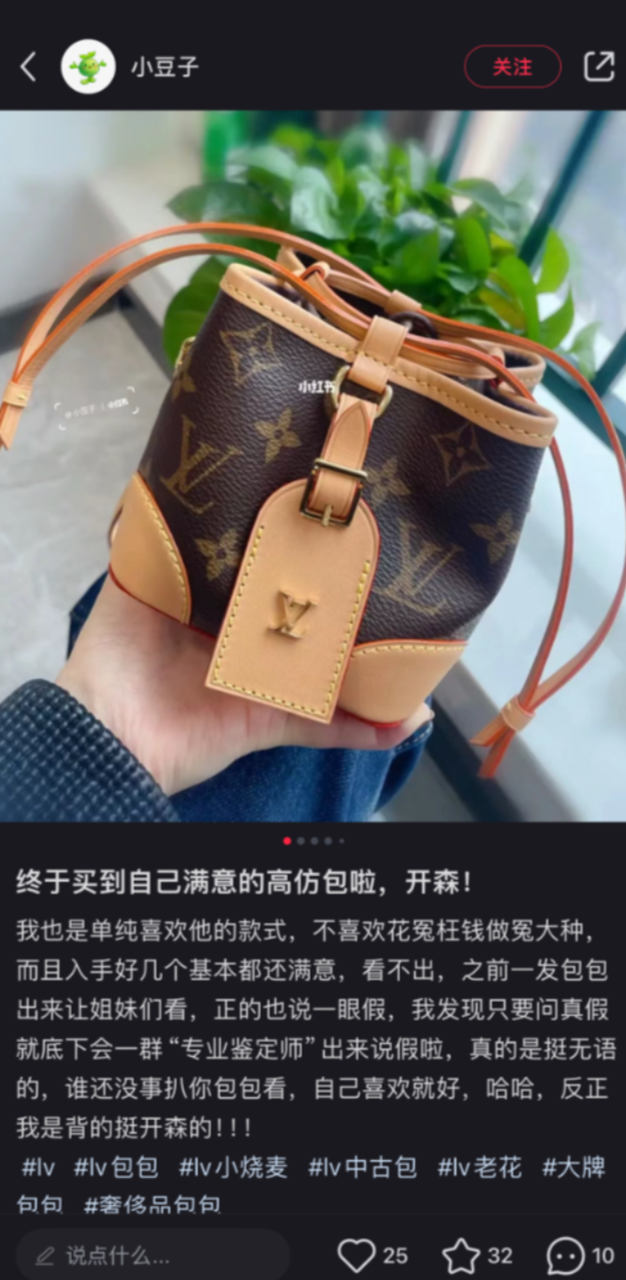 小豆子
关注
小红书
@小豆子 | 小红书
LV
终于买到自己满意的高仿包啦，开森！
我也是单纯喜欢他的款式，不喜欢花冤枉钱做冤大种，
而且入手好几个基本都还满意，看不出，之前一发包包
出来让姐妹们看，正的也说一眼假，我发现只要问真假
就底下会一群“专业鉴定师”出来说假啦，真的是挺无语
的，谁还没事扒你包包看，自己喜欢就好，哈哈，反正
我是背的挺开森的！！！
#lv #lv包包 #lv小烧麦 #lv中古包 #lv老花 #大牌
包包 #奢侈品包包
说点什么...
25
32
10